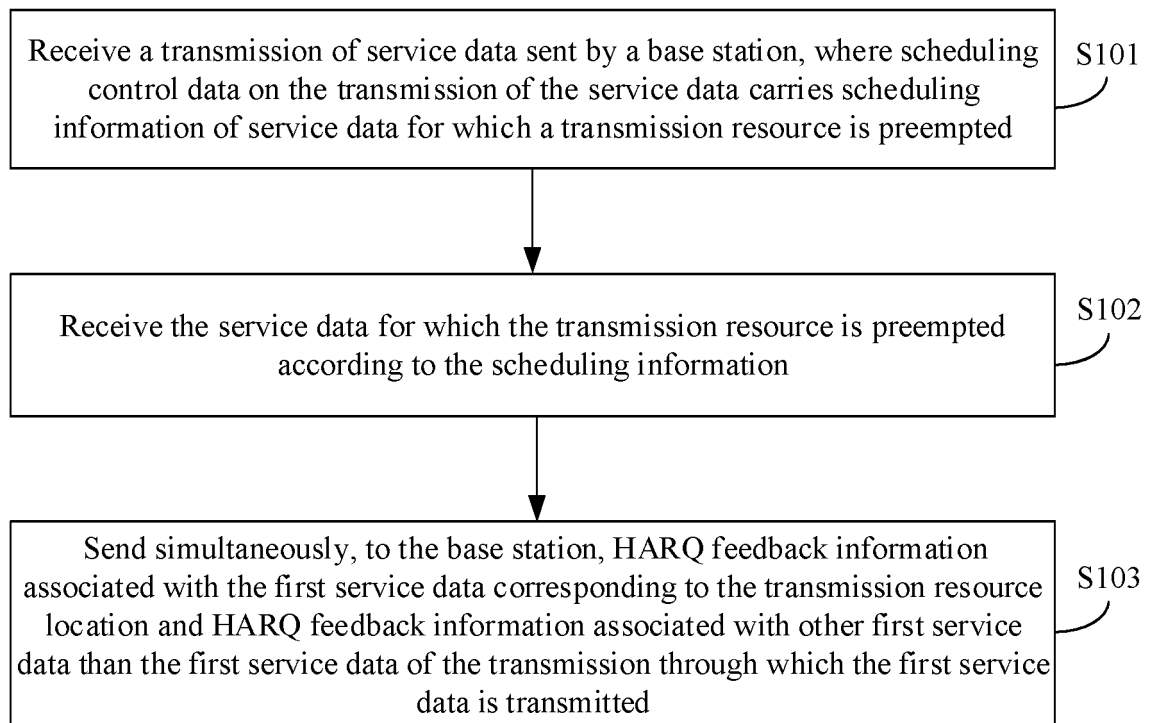 Receive a transmission of service data sent by a base station, where scheduling
control data on the transmission of the service data carries scheduling
information of service data for which a transmission resource is preempted
S101
Receive the service data for which the transmission resource is preempted
according to the scheduling information
S102
Send simultaneously, to the base station, HARQ feedback information
associated with the first service data corresponding to the transmission resource
location and HARQ feedback information associated with other first service
data than the first service data of the transmission through which the first service
data is transmitted
S103